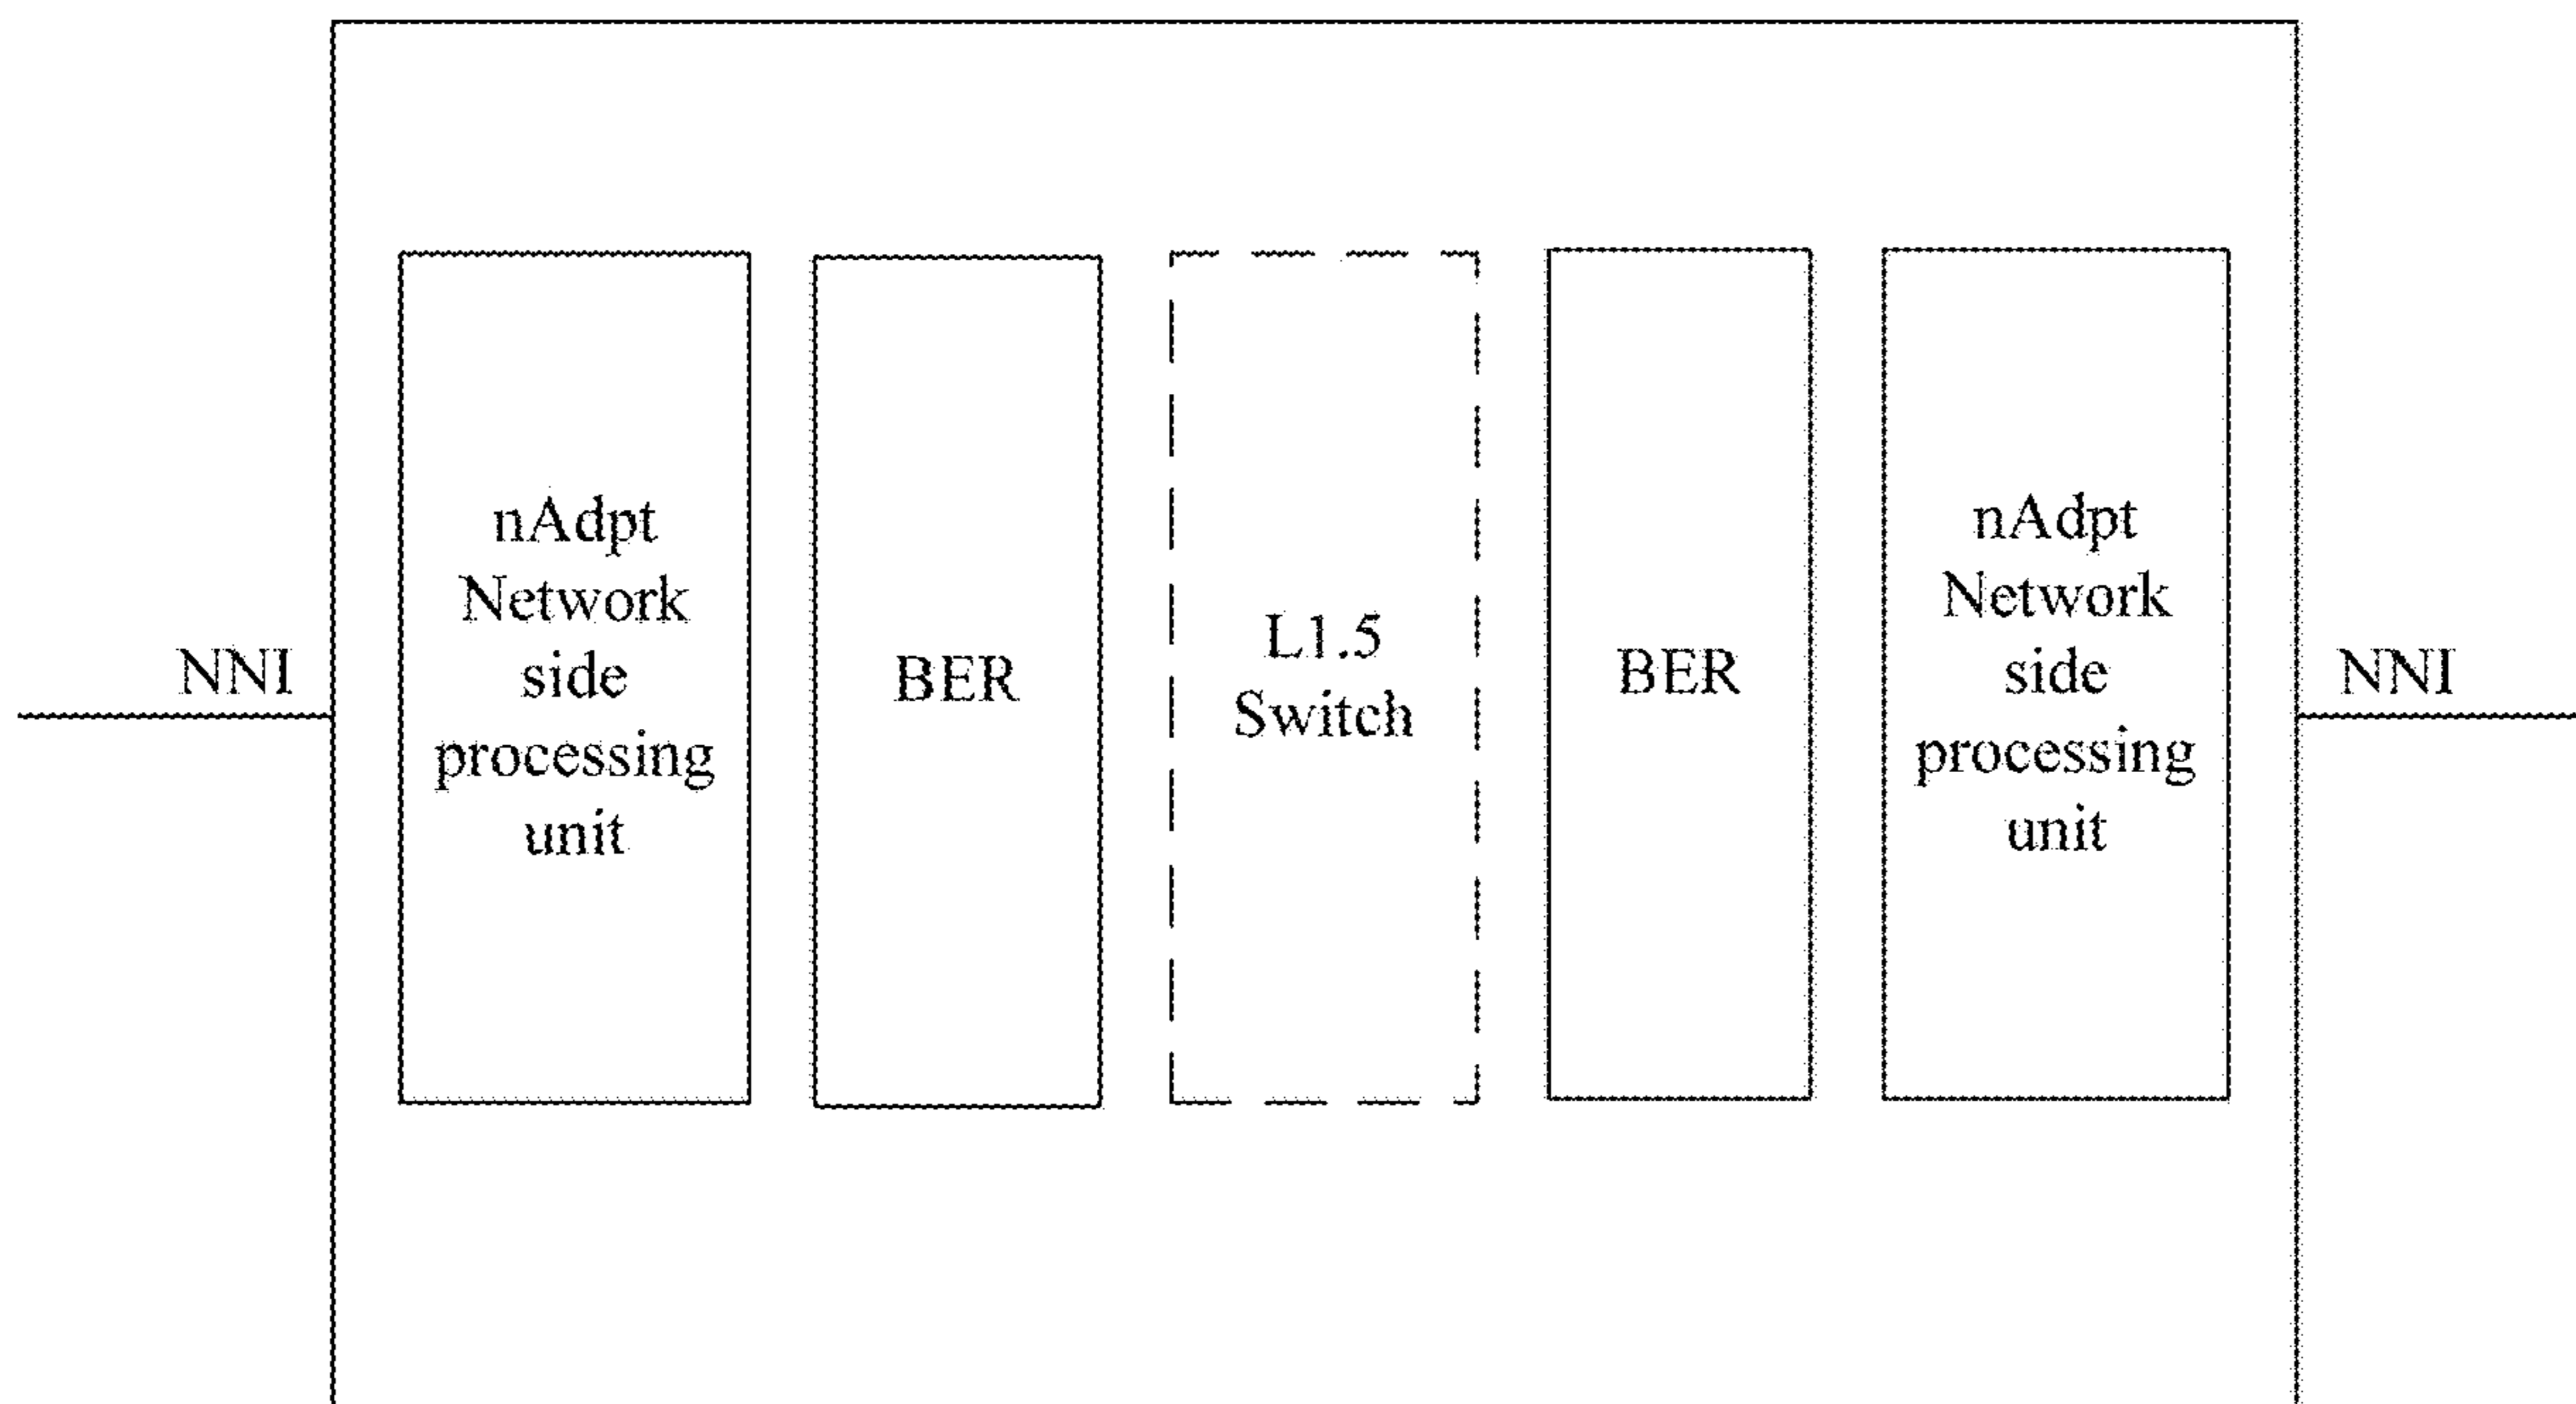 NNI
nAdpt
Network
side
processing
unit
BER
L1.5
Switch
BER
nAdpt
Network
side
processing
unit
NNI